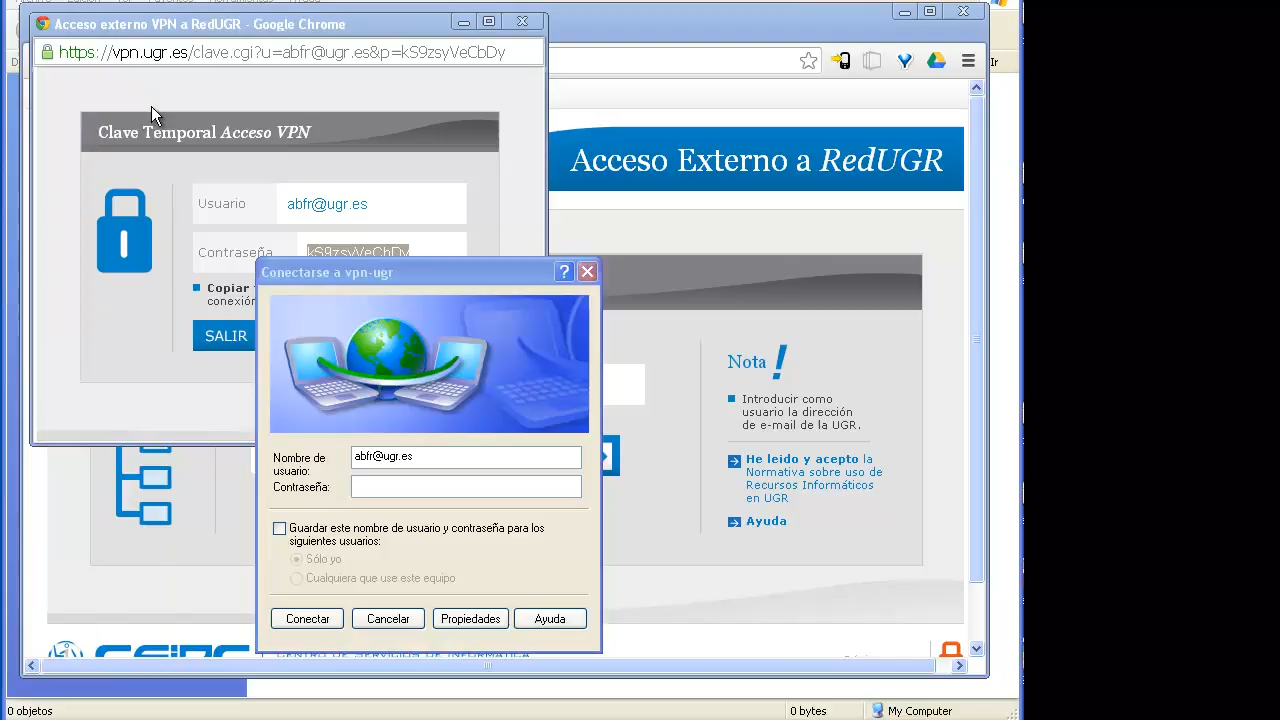 Acceso externo VPN a RedUGR - Google Chrome
https://vpn.ugr.es/clave.cgi?u=abfr@ugr.es&p=kS9zsyVeCbDy
Ir
Clave Temporal Acceso VPN
Usuario
abfr@ugr.es
Contraseña
kS9zsyVeCbDy
Copiar
conexión
SALIR
Acceso Externo a RedUGR
Nota !
Introducir como
usuario la dirección
de e-mail de la UGR.
He leido y acepto la
Normativa sobre uso de
Recursos Informáticos
en UGR
Ayuda
Conectarse a vpn-ugr
Nombre de
usuario:
abfr@ugr.es
Contraseña:
Guardar este nombre de usuario y contraseña para los
siguientes usuarios:
Sólo yo
Cualquiera que use este equipo
Conectar
Cancelar
Propiedades
Ayuda
CENTRO DE SERVICIOS DE INFORMÁTICA
0 objetos
0 bytes
My Computer